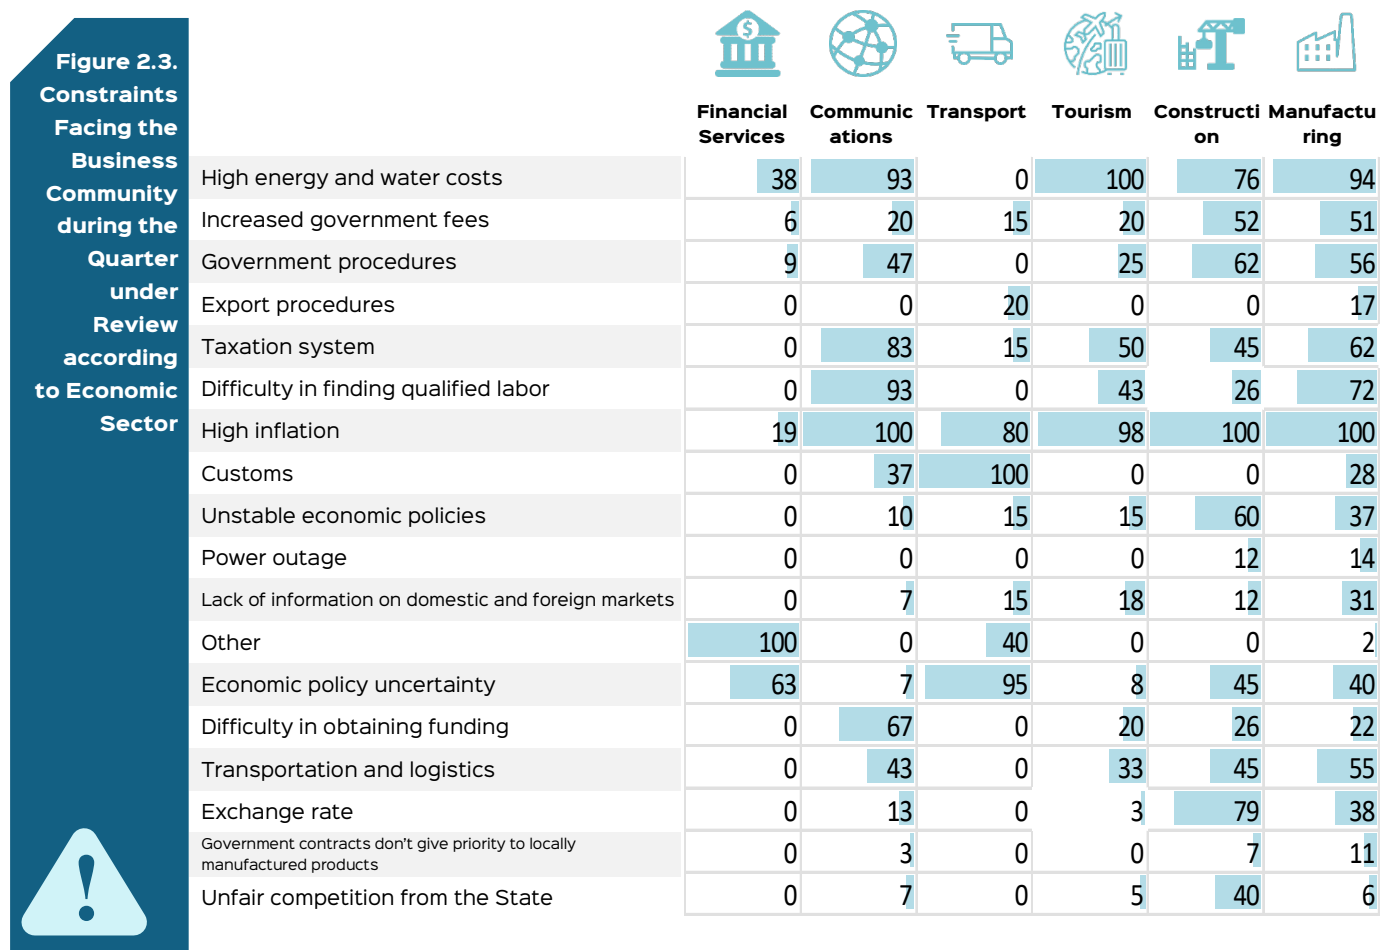 Figure 2.3.
Constraints
Facing the
Business
Community
during the
Quarter
under
Review
according
to Economic
Sector
Financial Services Communic ations Transport Tourism Constructi on Manufactu ring
High energy and water costs 38 93 0 100 76 94
Increased government fees 6 20 15 20 52 51
Government procedures 9 47 0 25 62 56
Export procedures 0 0 20 0 0 17
Taxation system 0 83 15 50 45 62
Difficulty in finding qualified labor 0 93 0 43 26 72
High inflation 19 100 80 98 100 100
Customs 0 37 100 0 0 28
Unstable economic policies 0 10 15 15 60 37
Power outage 0 0 0 0 12 14
Lack of information on domestic and foreign markets 0 7 15 18 12 31
Other 100 0 40 0 0 2
Economic policy uncertainty 63 7 95 8 45 40
Difficulty in obtaining funding 0 67 0 20 26 22
Transportation and logistics 0 43 0 33 45 55
Exchange rate 0 13 0 3 79 38
Government contracts don't give priority to locally
manufactured products 0 3 0 0 7 11
Unfair competition from the State 0 7 0 5 40 6